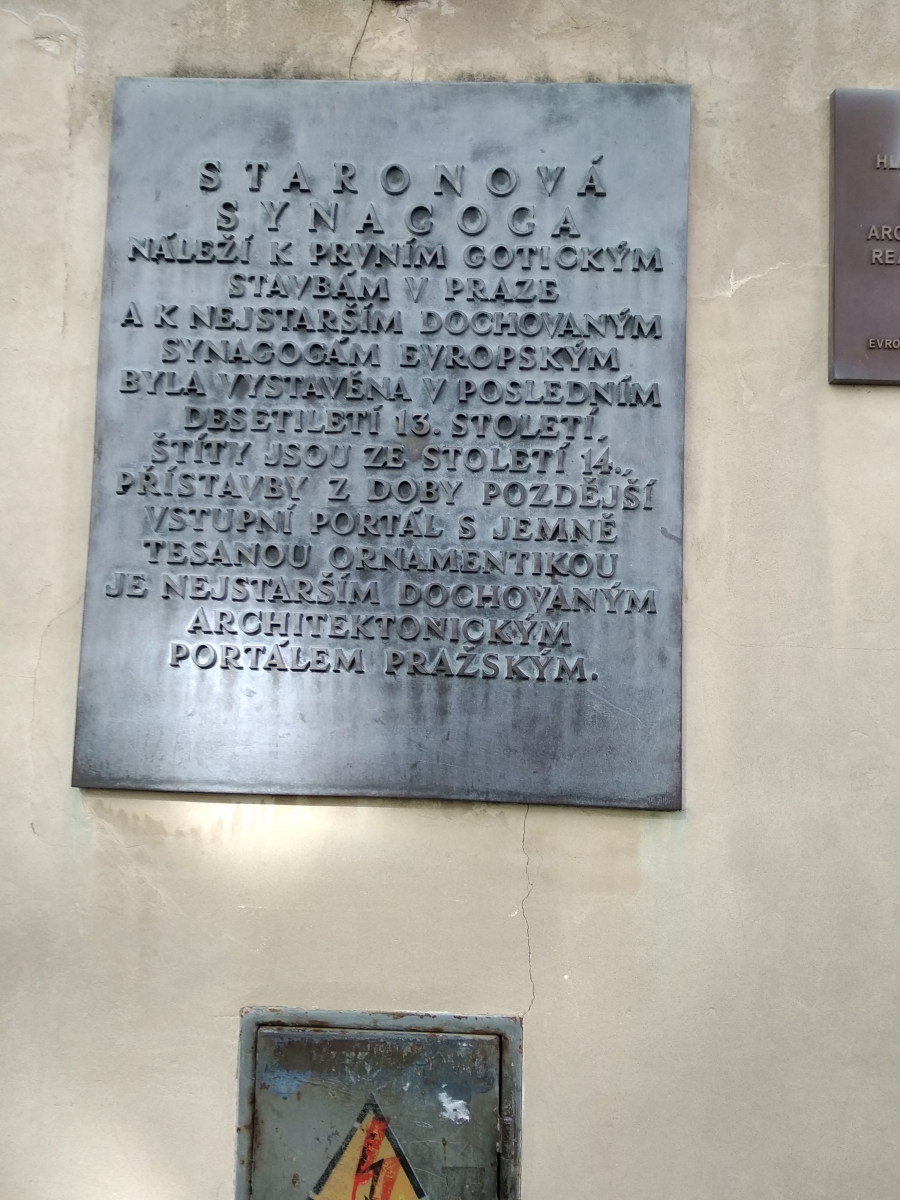 STARONOVÁ
SYNAGOGA
NÁLEŽÍ K PRVNÍM GOTICKÝM
STAVBÁM V PRAZE
A K NEJSTARŠÍM DOCHOVANÝM
SYNAGOGÁM EVROPSKÝM
BYLA VYSTAVĚNA V POSLEDNÍM
DESETILETÍ 13. STOLETÍ,
ŠTÍTY JSOU ZE STOLETÍ 14.,
PŘÍSTAVBY Z DOBY POZDĚJŠÍ
VSTUPNÍ PORTÁL S JEMNĚ
TESANOU ORNAMENTIKOU
JE NEJSTARŠÍM DOCHOVANÝM
ARCHITEKTONICKÝM
PORTÁLEM PRAŽSKÝM.